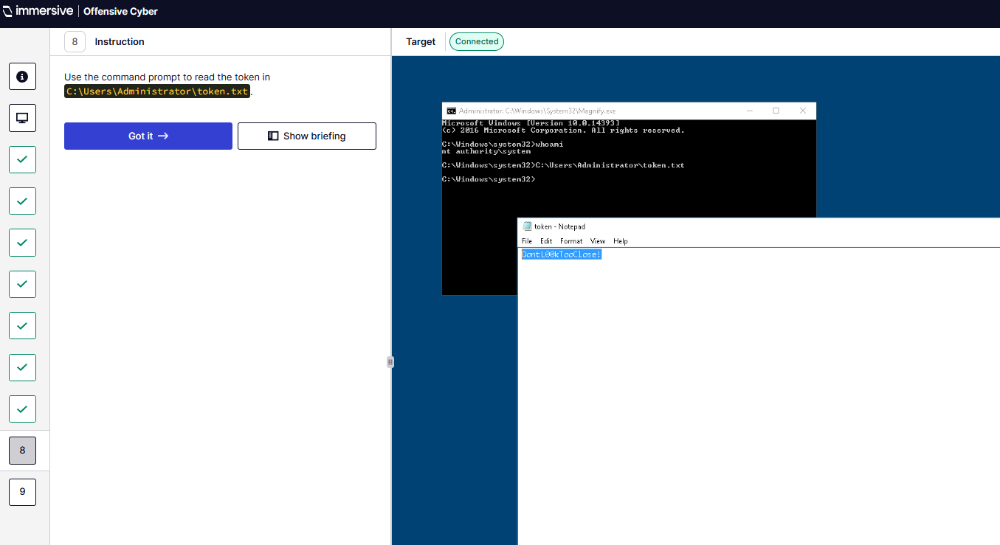 immersive | Offensive Cyber
8 Instruction
Target Connected
Use the command prompt to read the token in
C:\Users\Administrator\token.txt.
Got it → Show briefing
Administrator: C:\Windows\System32\Magnify.exe
Microsoft Windows [Version 10.0.14393]
(c) 2016 Microsoft Corporation. All rights reserved.
C:\Windows\system32>whoami
nt authority\system
C:\Windows\system32>C:\Users\Administrator\token.txt
C:\Windows\system32>
token - Notepad
File Edit Format View Help
DontL00kTooClose!
8
9